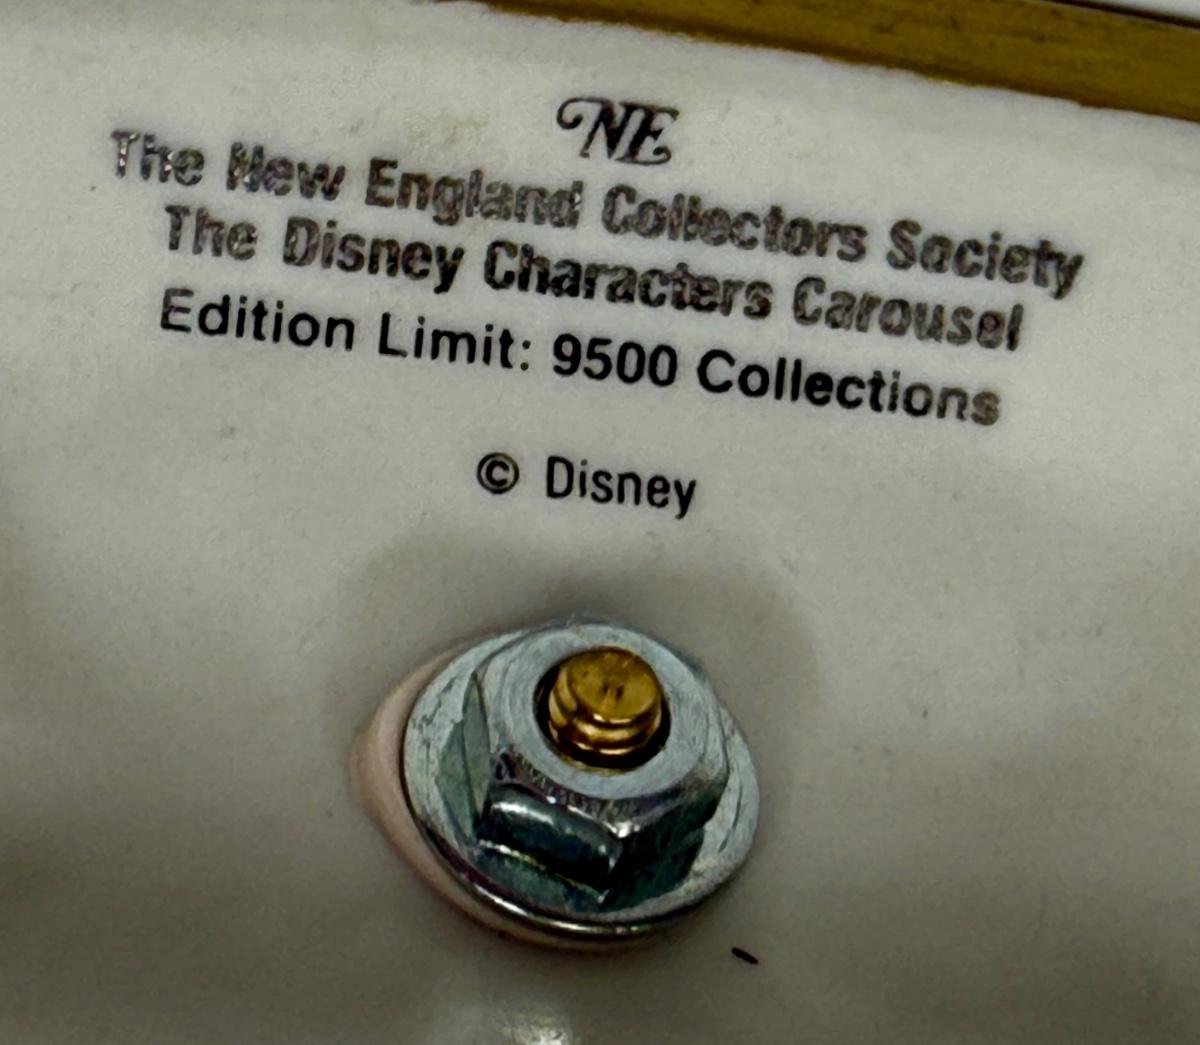 NE
The New England Collectors Society
The Disney Characters Carousel
Edition Limit: 9500 Collections
© Disney